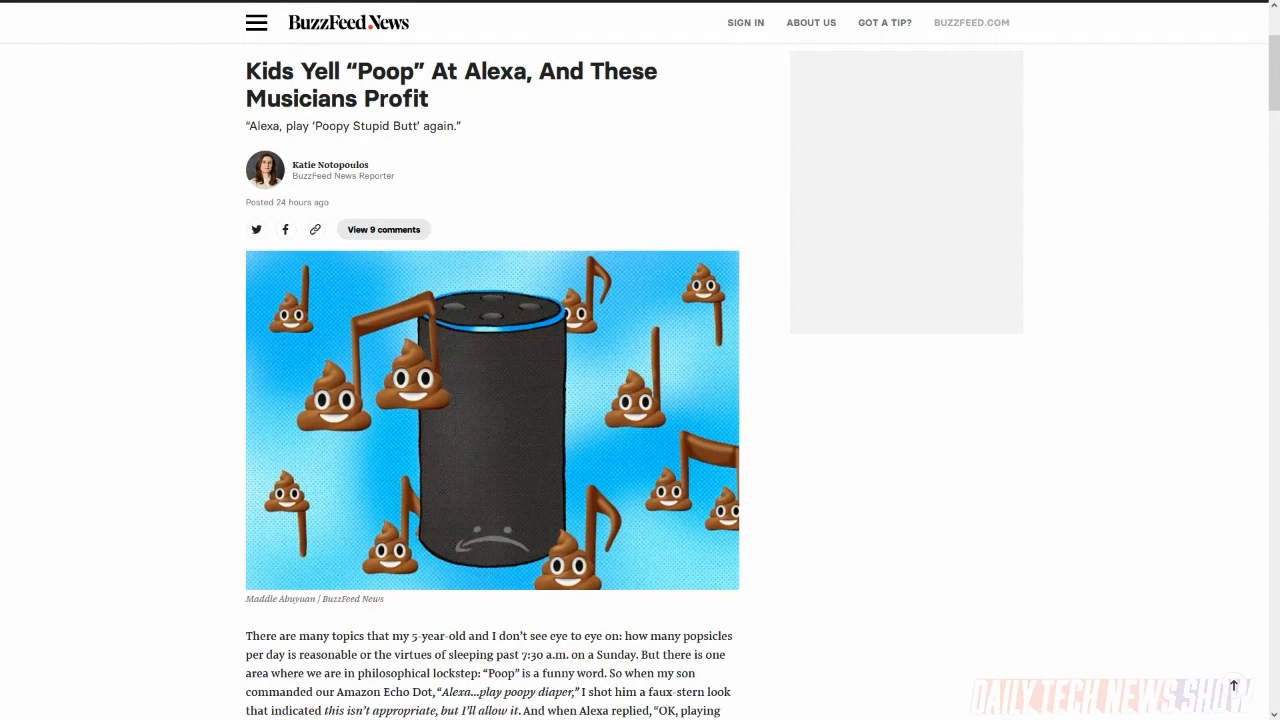 BuzzFeed News
SIGN IN
ABOUT US
GOT A TIP?
BUZZFEED.COM
Kids Yell “Poop” At Alexa, And These
Musicians Profit
“Alexa, play ‘Poopy Stupid Butt’ again.”
Katie Notopoulos
BuzzFeed News Reporter
Posted 24 hours ago
View 9 comments
Maddie Abuyuan / BuzzFeed News
There are many topics that my 5-year-old and I don’t see eye to eye on: how many popsicles
per day is reasonable or the virtues of sleeping past 7:30 a.m. on a Sunday. But there is one
area where we are in philosophical lockstep: “Poop” is a funny word. So when my son
commanded our Amazon Echo Dot, “Alexa...play poopy diaper,” I shot him a faux-stern look
that indicated this isn’t appropriate, but I’ll allow it. And when Alexa replied, “OK, playing
DAILY TECH NEWS SHOW